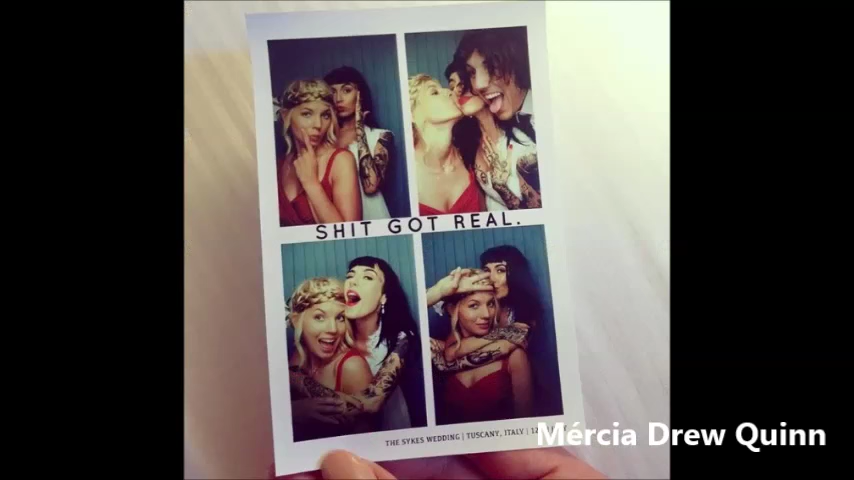 SHIT GOT REAL.
THE SYKES WEDDING | TUSCANY, ITALY |
Mércia Drew Quinn